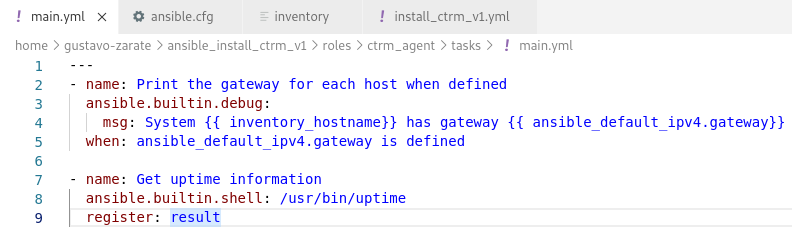 main.yml
ansible.cfg
inventory
install_ctrm_v1.yml
home > gustavo-zarate > ansible_install_ctrm_v1 > roles > ctrm_agent > tasks > ! main.yml
1 ---
2 - name: Print the gateway for each host when defined
3 ansible.builtin.debug:
4 msg: System {{ inventory_hostname}} has gateway {{ ansible_default_ipv4.gateway}}
5 when: ansible_default_ipv4.gateway is defined
6
7 - name: Get uptime information
8 ansible.builtin.shell: /usr/bin/uptime
9 register: result